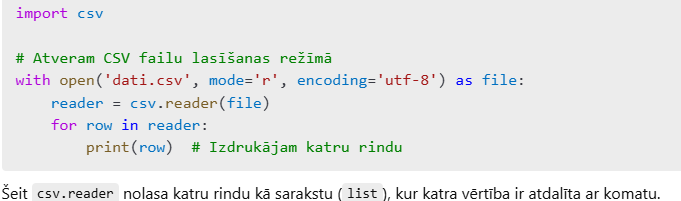 import csv
# Atveram CSV failu lasīšanas režīmā
with open('dati.csv', mode='r', encoding='utf-8') as file:
    reader = csv.reader(file)
    for row in reader:
        print(row)  # Izdrukājam katru rindu
Šeit csv.reader nolasa katru rindu kā sarakstu (list), kur katra vērtība ir atdalīta ar komatu.